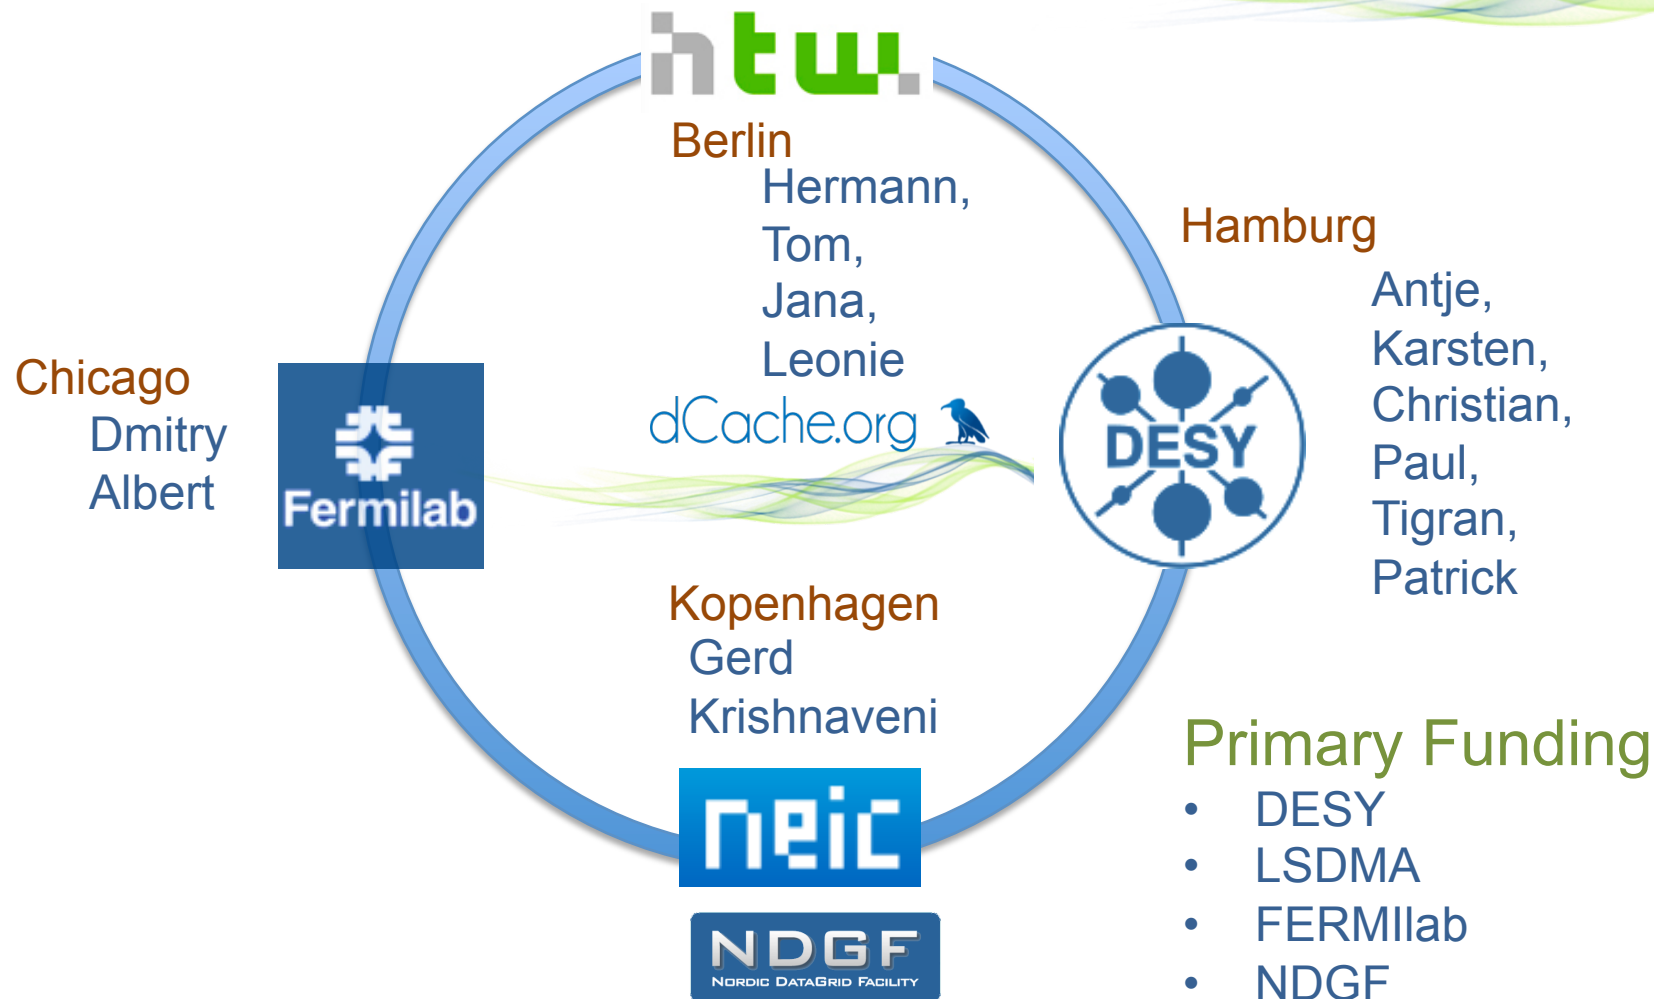 htw.
Berlin
Hermann,
Tom,
Jana,
Leonie
dCache.org
Hamburg
Antje,
Karsten,
Christian,
Paul,
Tigran,
Patrick
DESY
Chicago
Dmitry
Albert
Fermilab
Kopenhagen
Gerd
Krishnaveni
neic
NDGF
NORDIC DATAGRID FACILITY
Primary Funding
• DESY
• LSDMA
• FERMIlab
• NDGF